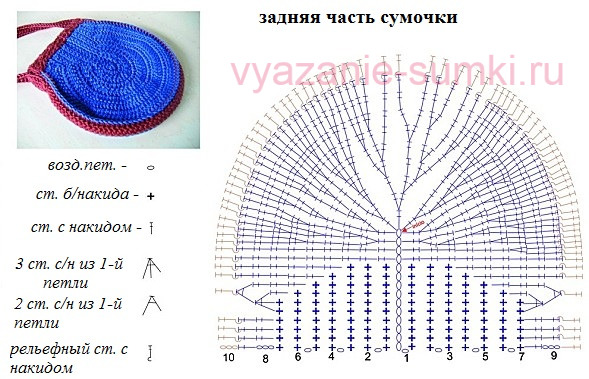 задняя часть сумочки
vyazanie-sumki.ru
возд.пет. -
ст. б/накида -
ст. с накидом -
3 ст. с/н из 1-й
петли
2 ст. с/н из 1-й
петли
рельефный ст. с
накидом
10 8 6 4 2 1 3 5 7 9